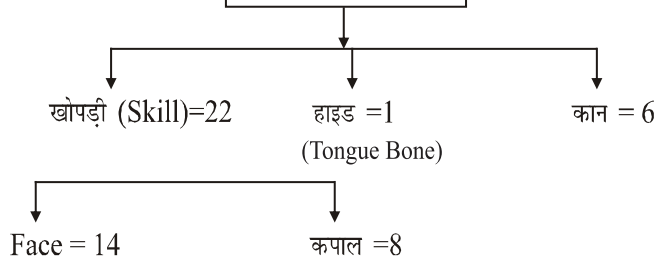 खोपड़ी (Skill)=22 हाइड =1 कान = 6
(Tongue Bone)
Face = 14 कपाल =8